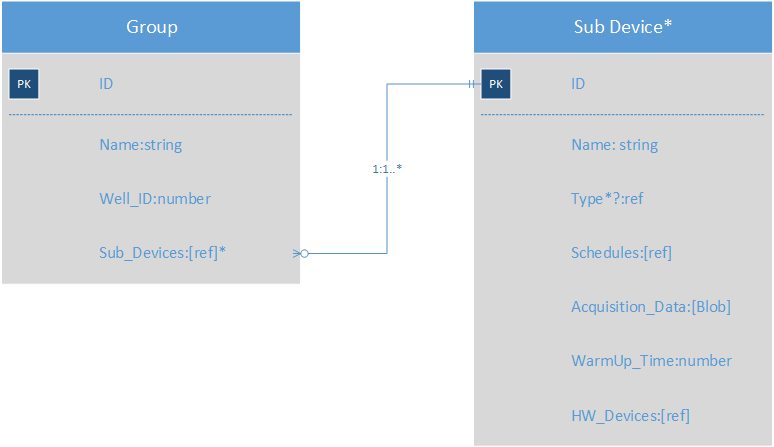 Group
PK
ID
Name:string
Well_ID:number
Sub_Devices:[ref]*
1:1..*
Sub Device*
PK
ID
Name: string
Type*?:ref
Schedules:[ref]
Acquisition_Data:[Blob]
WarmUp_Time:number
HW_Devices:[ref]